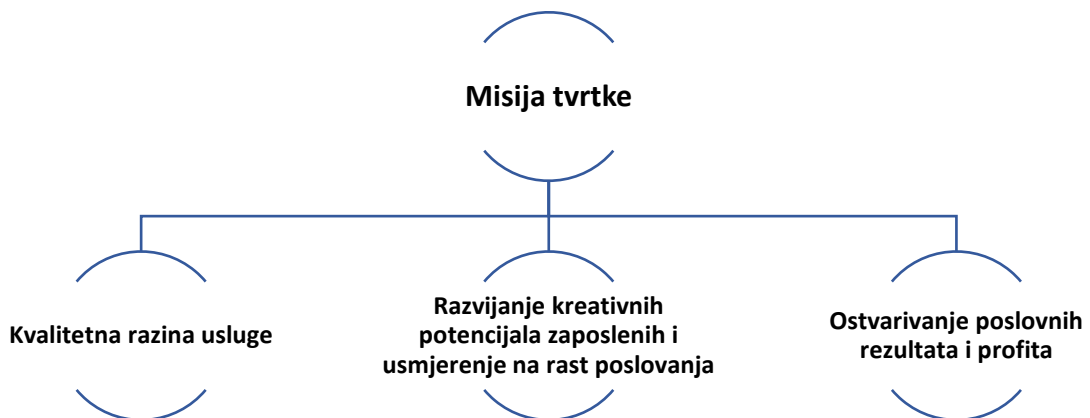 Misija tvrtke
Kvalitetna razina usluge
Razvijanje kreativnih
potencijala zaposlenih i
usmjerenje na rast poslovanja
Ostvarivanje poslovnih
rezultata i profita